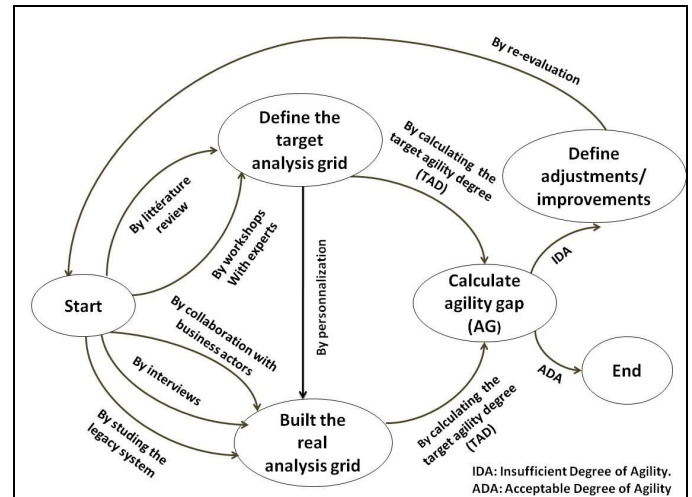 By re-evaluation
Define the
target
analysis grid
By calculating the
target agility degree
(TAD)
Define
adjustments/
improvements
By littérature
review
By workshops
With experts
By personnalization
IDA
Start
Calculate
agility gap
(AG)
By collaboration with
business actors
By interviews
By studing the
legacy system
Built the
real
analysis grid
By calculating the
target agility degree
(TAD)
ADA
End
IDA: Insufficient Degree of Agility.
ADA: Acceptable Degree of Agility